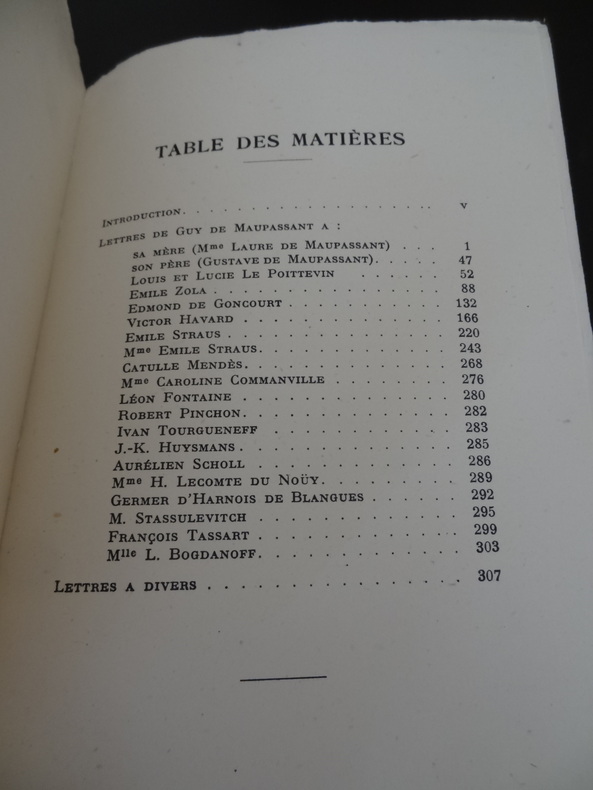 TABLE DES MATIÈRES
INTRODUCTION. . . . . . . . . . . . . . . . . . . V
LETTRES DE GUY DE MAUPASSANT A :
SA MÈRE (Mme LAURE DE MAUPASSANT) . . . 1
SON PÈRE (GUSTAVE DE MAUPASSANT). . . . . 47
LOUIS ET LUCIE LE POITTEVIN . . . . . . 52
EMILE ZOLA . . . . . . . . . . . . . . . . . 88
EDMOND DE GONCOURT . . . . . . . . . . . 132
VICTOR HAVARD . . . . . . . . . . . . . . 166
EMILE STRAUS . . . . . . . . . . . . . . . 220
Mme EMILE STRAUS. . . . . . . . . . . . . 243
CATULLE MENDÈS. . . . . . . . . . . . . . 268
Mme CAROLINE COMMANVILLE . . . . . . . . 276
LÉON FONTAINE . . . . . . . . . . . . . . 280
ROBERT PINCHON. . . . . . . . . . . . . . 282
IVAN TOURGUENEFF . . . . . . . . . . . . 283
J.-K. HUYSMANS . . . . . . . . . . . . . . 285
AURÉLIEN SCHOLL . . . . . . . . . . . . . 286
Mme H. LECOMTE DU NOÜY. . . . . . . . . 289
GERMER D'HARNOIS DE BLANGUES . . . . . . 292
M. STASSULEVITCH . . . . . . . . . . . . . 295
FRANÇOIS TASSART . . . . . . . . . . . . . 299
Mlle L. BOGDANOFF. . . . . . . . . . . . . 303
LETTRES A DIVERS . . . . . . . . . . . . . . . . . 307